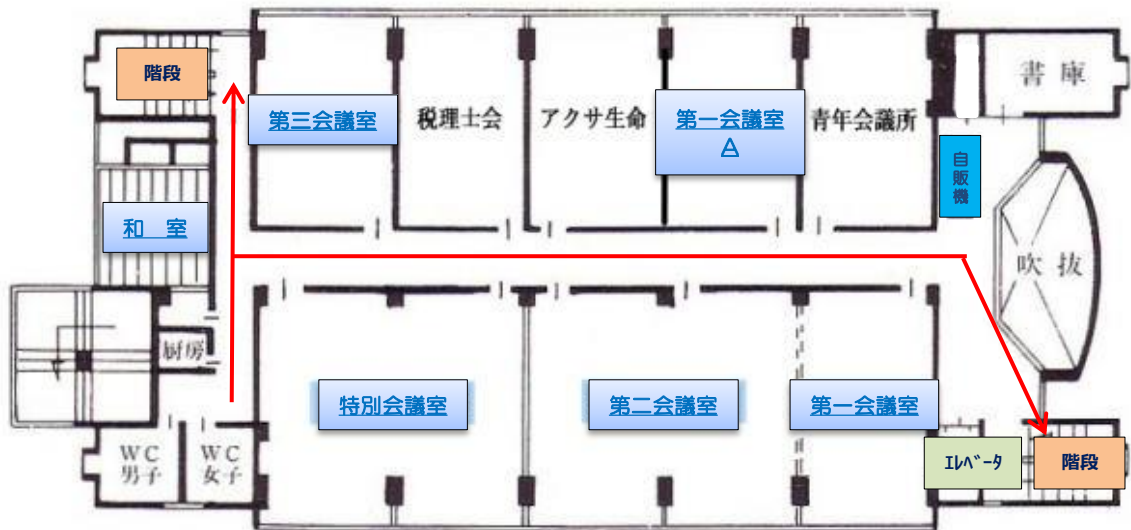 階段
書庫
第三会議室
税理士会
アクサ生命
第一会議室
A
青年会議所
自販機
和 室
吹抜
厨房
特別会議室
第二会議室
第一会議室
WC
男子
WC
女子
ｴﾚﾍﾞｰﾀ
階段